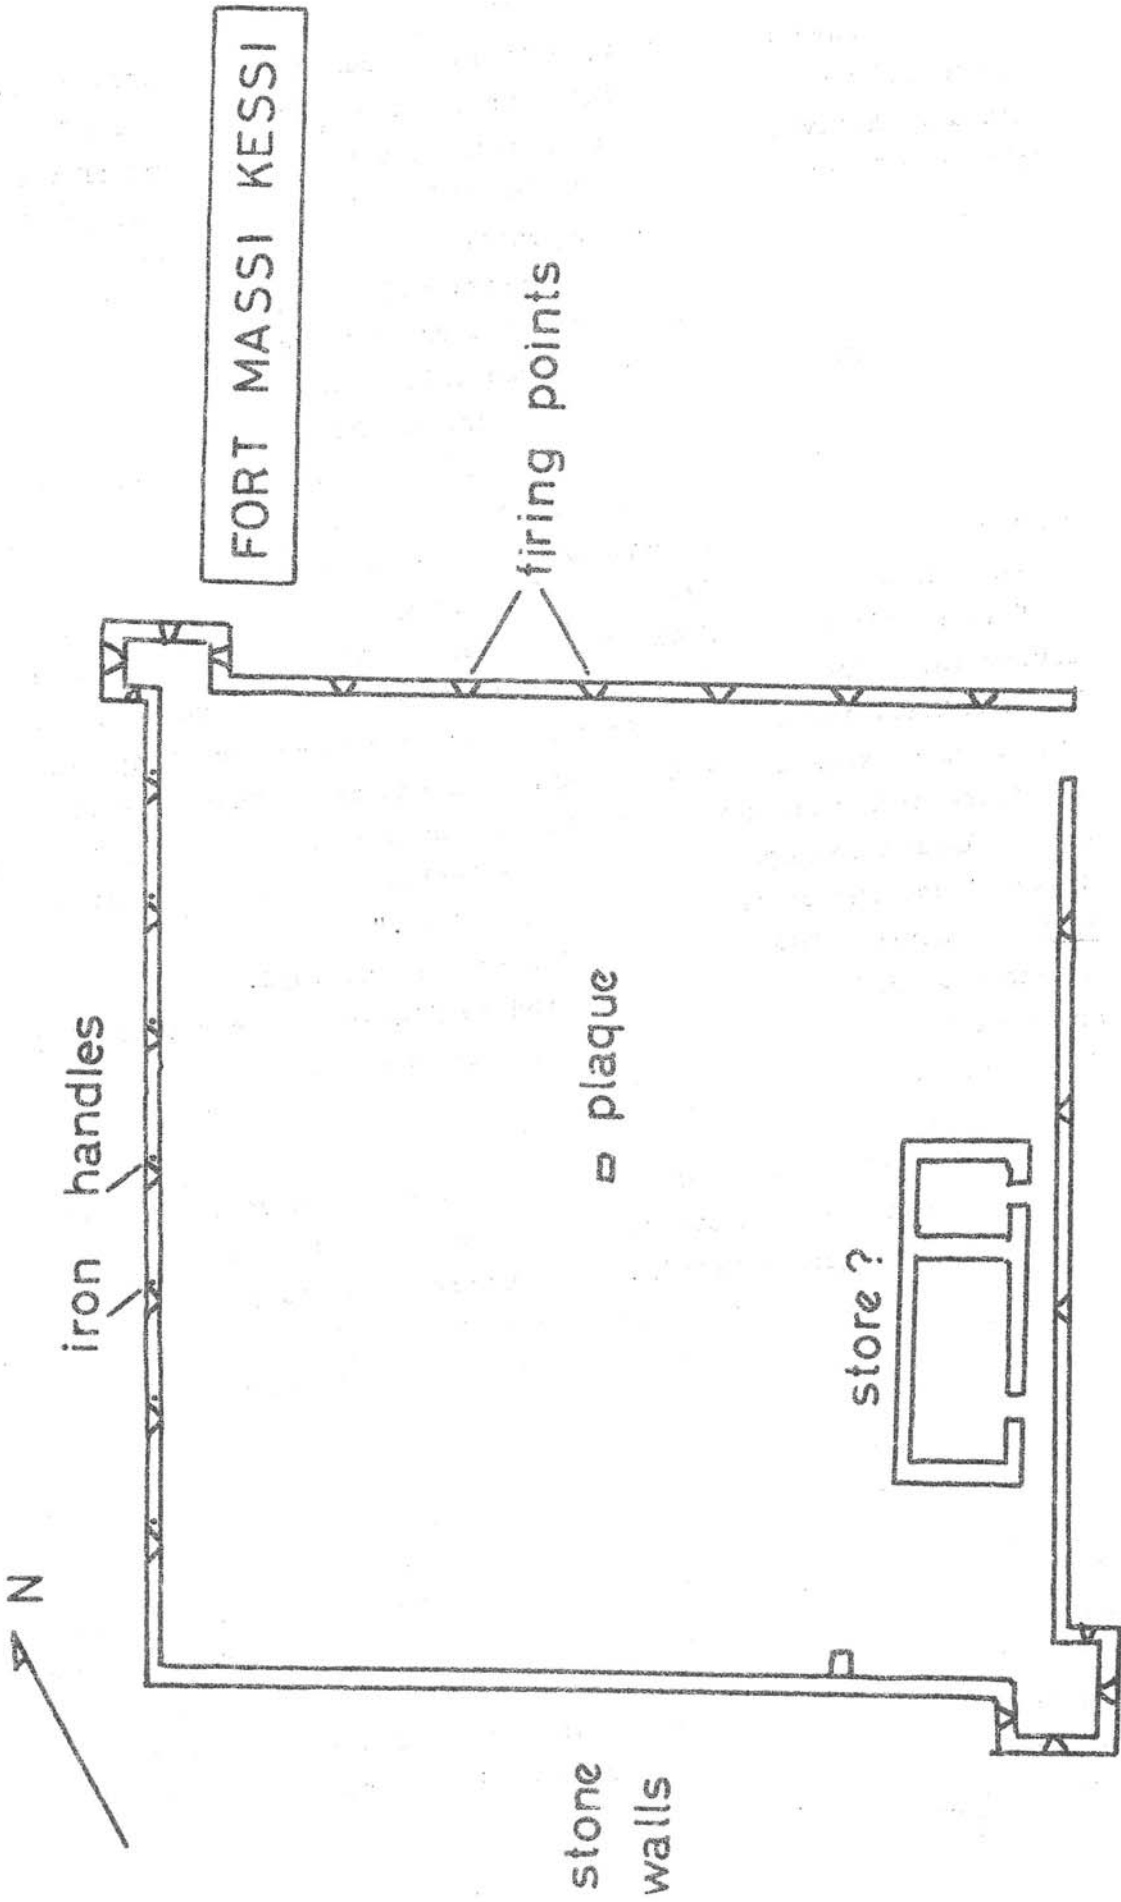 FORT MASSI KESSI
N
iron handles
firing points
plaque
store ?
stone
walls